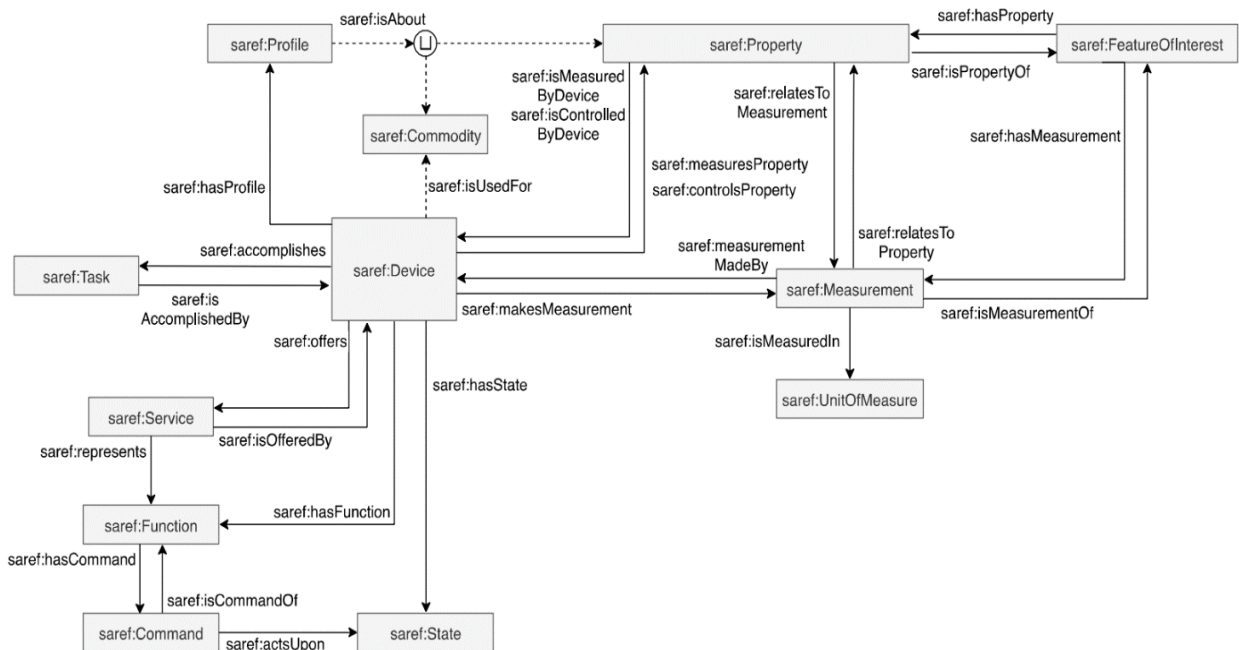 saref:isAbout
saref:hasProperty
saref:Profile
saref:Property
saref:FeatureOfInterest
saref:isPropertyOf
saref:isMeasured
ByDevice
saref:isControlled
ByDevice
saref:relatesTo
Measurement
saref:Commodity
saref:hasMeasurement
saref:measuresProperty
saref:controlsProperty
saref:hasProfile
saref:isUsedFor
saref:accomplishes
saref:Device
saref:measurement
MadeBy
saref:relatesTo
Property
saref:Task
saref:Measurement
saref:is
AccomplishedBy
saref:makesMeasurement
saref:isMeasurementOf
saref:offers
saref:isMeasuredIn
saref:hasState
saref:UnitOfMeasure
saref:Service
saref:isOfferedBy
saref:represents
saref:hasFunction
saref:Function
saref:hasCommand
saref:isCommandOf
saref:Command
saref:State
saref:actsUpon